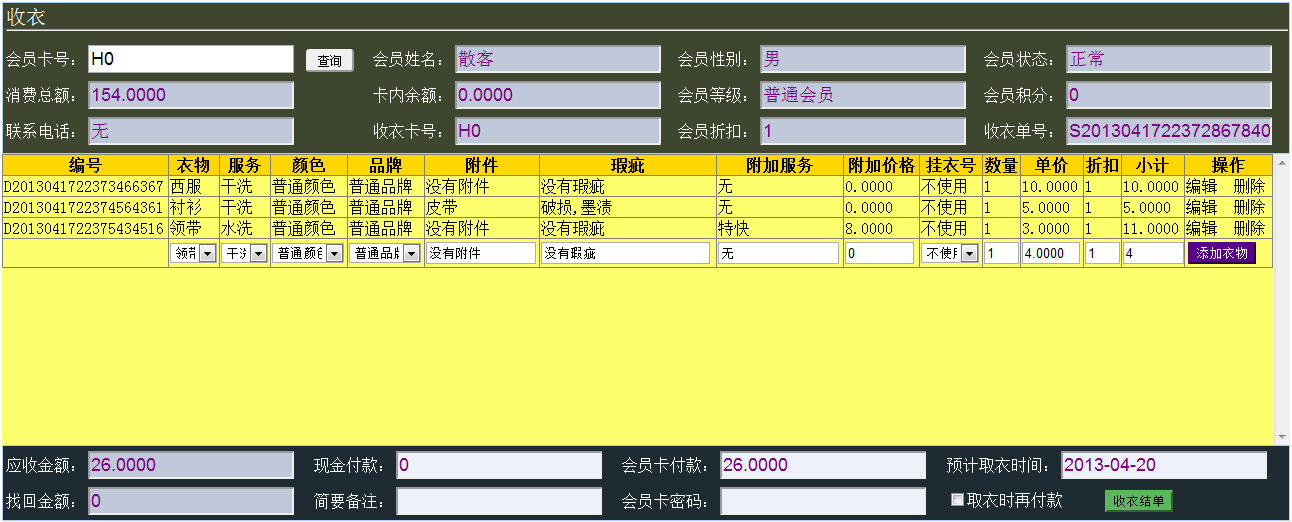 收衣
会员卡号： H0 查询 会员姓名： 散客 会员性别： 男 会员状态： 正常
消费总额： 154.0000 卡内余额： 0.0000 会员等级： 普通会员 会员积分： 0
联系电话： 无 收衣卡号： H0 会员折扣： 1 收衣单号： S2013041722372867840
编号 衣物 服务 颜色 品牌 附件 瑕疵 附加服务 附加价格 挂衣号 数量 单价 折扣 小计 操作
D2013041722373466367 西服 干洗 普通颜色 普通品牌 没有附件 没有瑕疵 无 0.0000 不使用 1 10.0000 1 10.0000 编辑 删除
D2013041722374564361 衬衫 干洗 普通颜色 普通品牌 皮带 破损,墨渍 无 0.0000 不使用 1 5.0000 1 5.0000 编辑 删除
D2013041722375434516 领带 水洗 普通颜色 普通品牌 没有附件 没有瑕疵 特快 8.0000 不使用 1 3.0000 1 11.0000 编辑 删除
领带 干洗 普通颜色 普通品牌 没有附件 没有瑕疵 无 0 不使用 1 4.0000 1 4 添加衣物
应收金额： 26.0000 现金付款： 0 会员卡付款： 26.0000 预计取衣时间： 2013-04-20
找回金额： 0 简要备注： 会员卡密码： 取衣时再付款 收衣结单